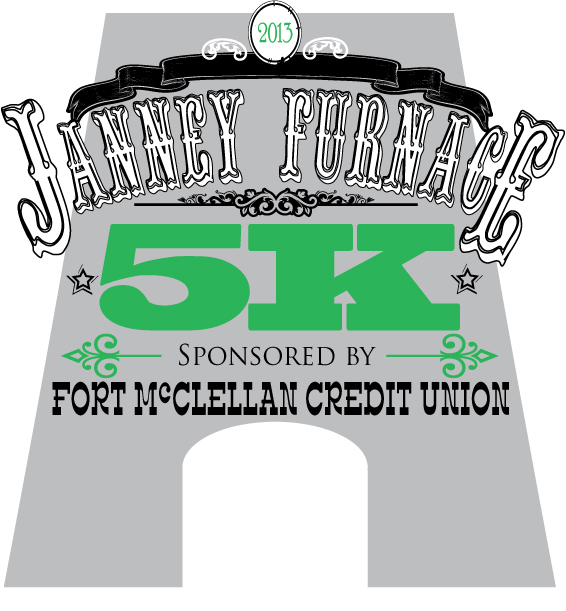 2013
JANNEY FURNACE
5K
SPONSORED BY
FORT McCLELLAN CREDIT UNION